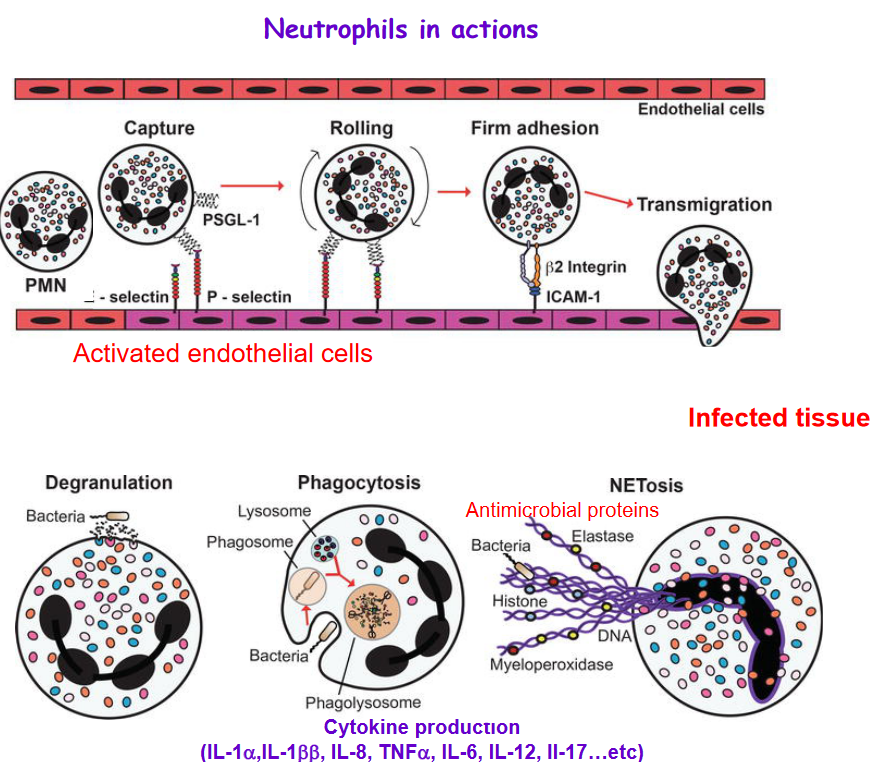 Neutrophils in actions
Endothelial cells
Capture
Rolling
Firm adhesion
Transmigration
PSGL-1
PMN
- selectin
P - selectin
β2 Integrin
ICAM-1
Activated endothelial cells
Infected tissue
Degranulation
Bacteria
Phagocytosis
Lysosome
Phagosome
Bacteria
Phagolysosome
NETosis
Antimicrobial proteins
Elastase
Bacteria
Histone
DNA
Myeloperoxidase
Cytokine production
(IL-1α,IL-1ββ, IL-8, TNFα, IL-6, IL-12, Il-17...etc)